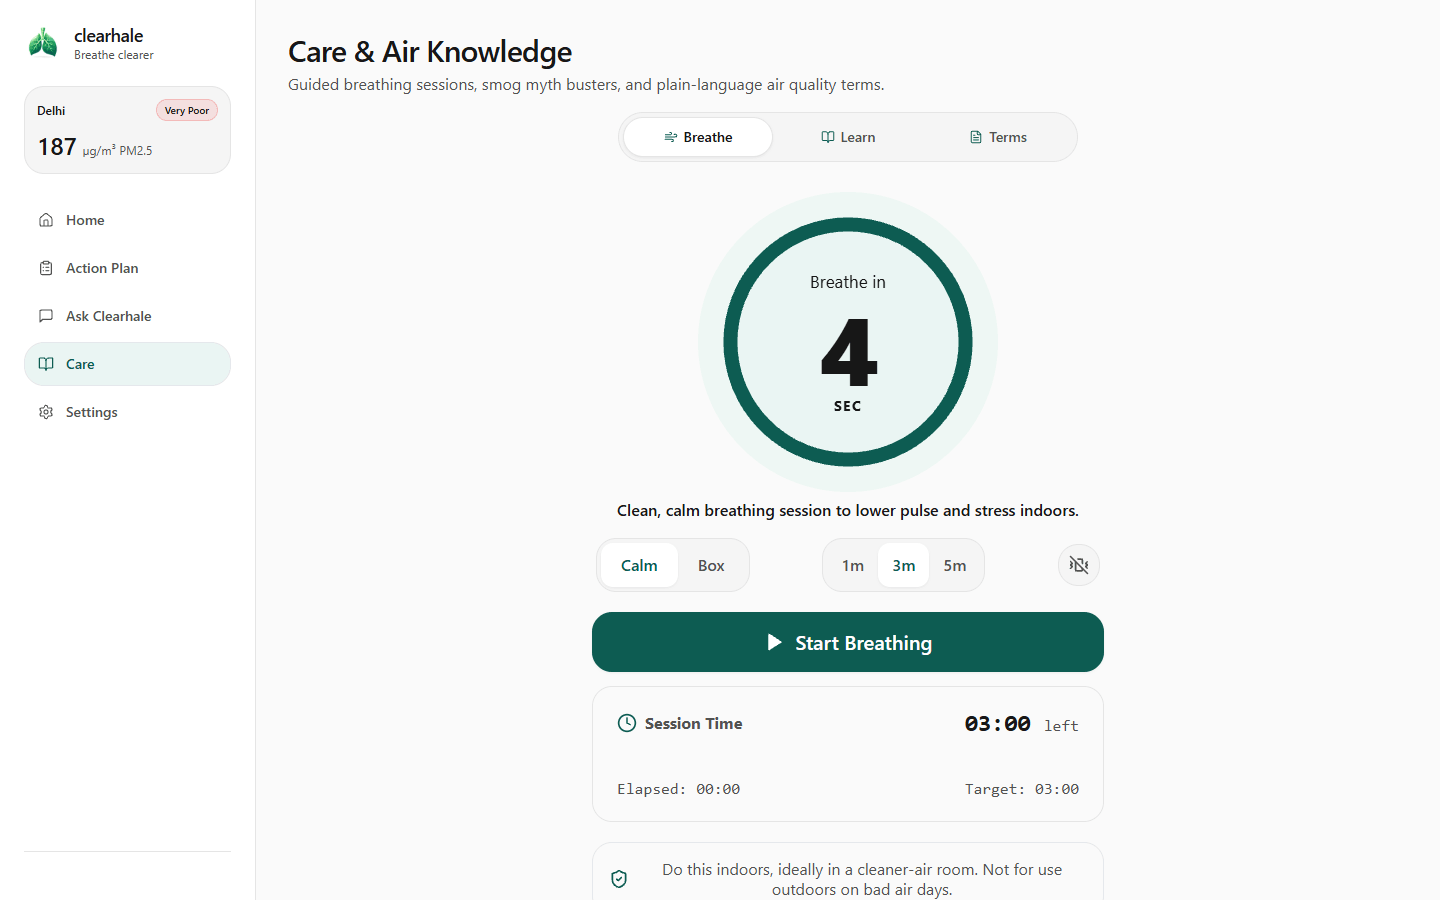 clearhale
Breathe clearer
Delhi
Very Poor
187 µg/m³ PM2.5
Home
Action Plan
Ask Clearhale
Care
Settings
Care & Air Knowledge
Guided breathing sessions, smog myth busters, and plain-language air quality terms.
Breathe
Learn
Terms
Breathe in
4
SEC
Clean, calm breathing session to lower pulse and stress indoors.
Calm
Box
1m
3m
5m
Start Breathing
Session Time
03:00 left
Elapsed: 00:00
Target: 03:00
Do this indoors, ideally in a cleaner-air room. Not for use
outdoors on bad air days.